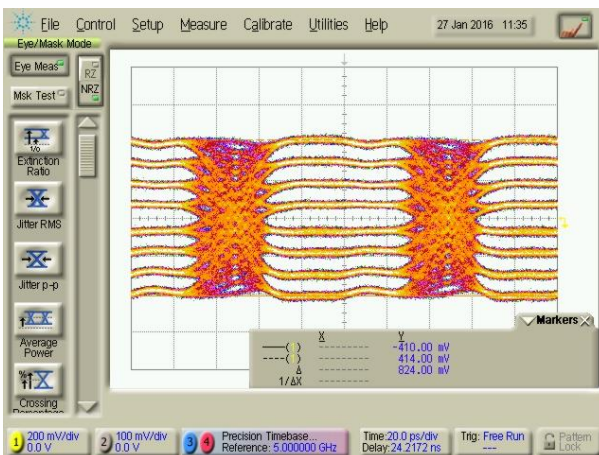 File Control Setup Measure Calibrate Utilities Help 27 Jan 2016 11:35
Eye/Mask Mode
Eye Meas
RZ
NRZ
Msk Test
1/0
Extinction
Ratio
Jitter RMS
Jitter p-p
Average
Power
%
Crossing
Percentage
Markers
X Y
----( ) --------- -410.00 mV
----( ) --------- 414.00 mV
Δ --------- 824.00 mV
1/ΔX ---------
1 200 mV/div
0.0 V
2 100 mV/div
0.0 V
3 4 Precision Timebase...
Reference: 5.000000 GHz
Time:20.0 ps/div
Delay:24.2172 ns
Trig: Free Run
---
Pattern
Lock